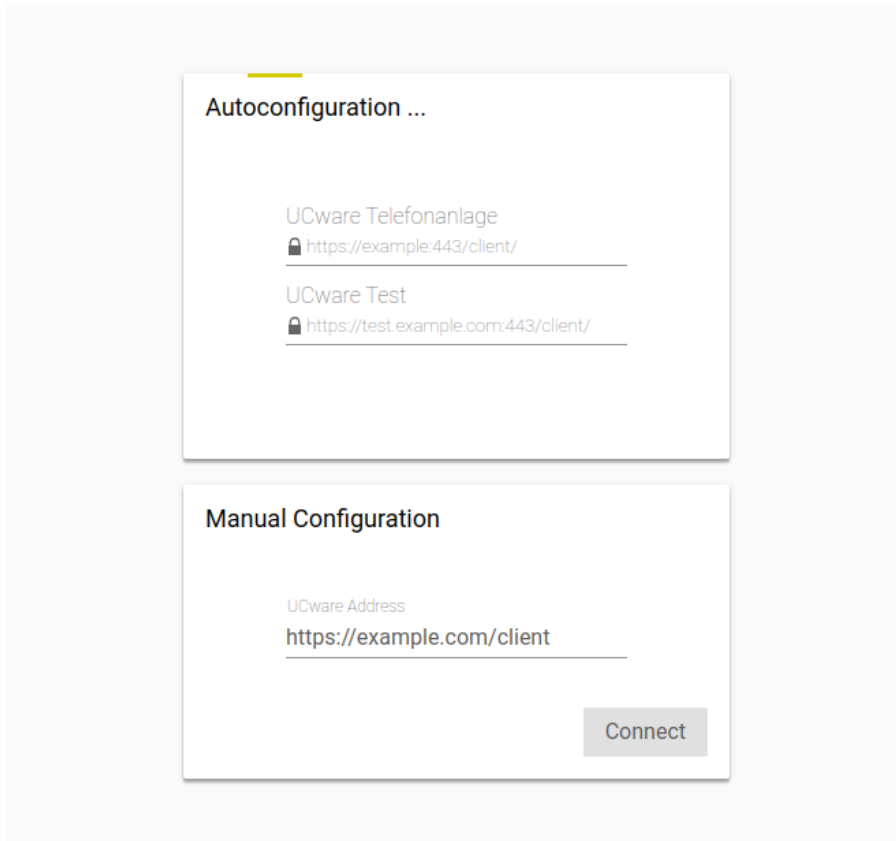 Autoconfiguration ...
UCware Telefonanlage
https://example:443/client/
UCware Test
https://test.example.com:443/client/
Manual Configuration
UCware Address
https://example.com/client
Connect